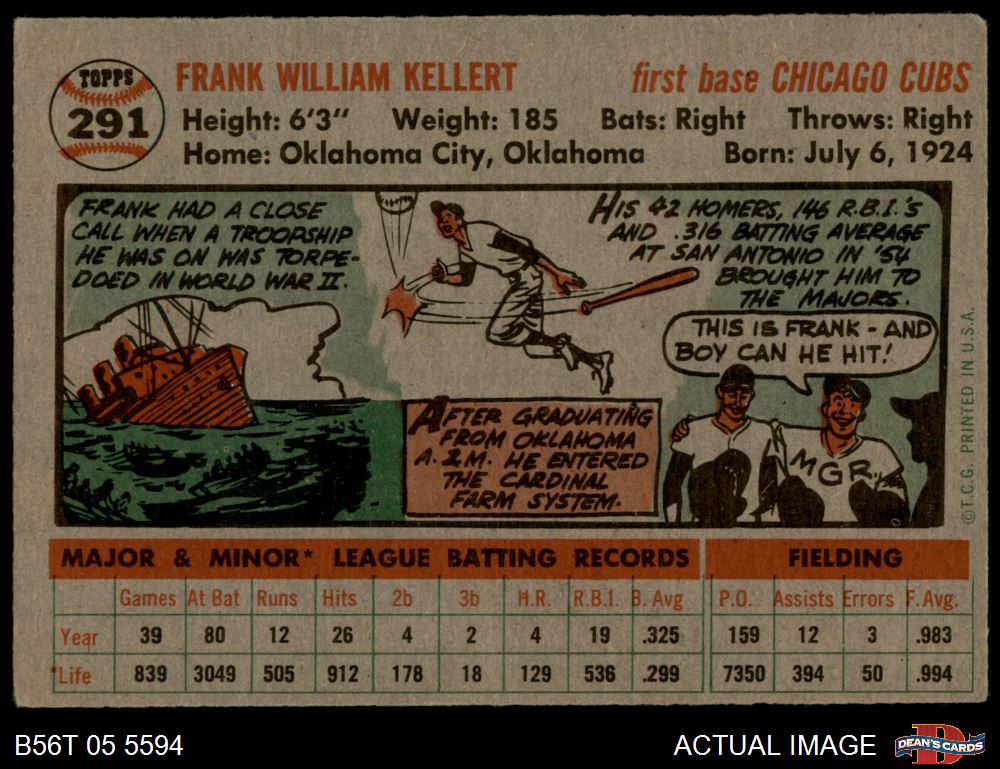 TOPPS
291
FRANK WILLIAM KELLERT
first base CHICAGO CUBS
Height: 6'3" Weight: 185 Bats: Right Throws: Right
Home: Oklahoma City, Oklahoma Born: July 6, 1924
FRANK HAD A CLOSE
CALL WHEN A TROOPSHIP
HE WAS ON WAS TORPE-
DOED IN WORLD WAR II.
HIS 42 HOMERS, 146 R.B.I.'S
AND .316 BATTING AVERAGE
AT SAN ANTONIO IN '54
BROUGHT HIM TO
THE MAJORS.
THIS IS FRANK - AND
BOY CAN HE HIT!
AFTER GRADUATING
FROM OKLAHOMA
A. & M. HE ENTERED
THE CARDINAL
FARM SYSTEM.
MGR.
©T.C.G. PRINTED IN U.S.A.
MAJOR & MINOR* LEAGUE BATTING RECORDS FIELDING
Games At Bat Runs Hits 2b 3b H.R. R.B.I. B. Avg P.O. Assists Errors F. Avg.
Year 39 80 12 26 4 2 4 19 .325 159 12 3 .983
*Life 839 3049 505 912 178 18 129 536 .299 7350 394 50 .994
B56T 05 5594
ACTUAL IMAGE
D
DEAN'S CARDS